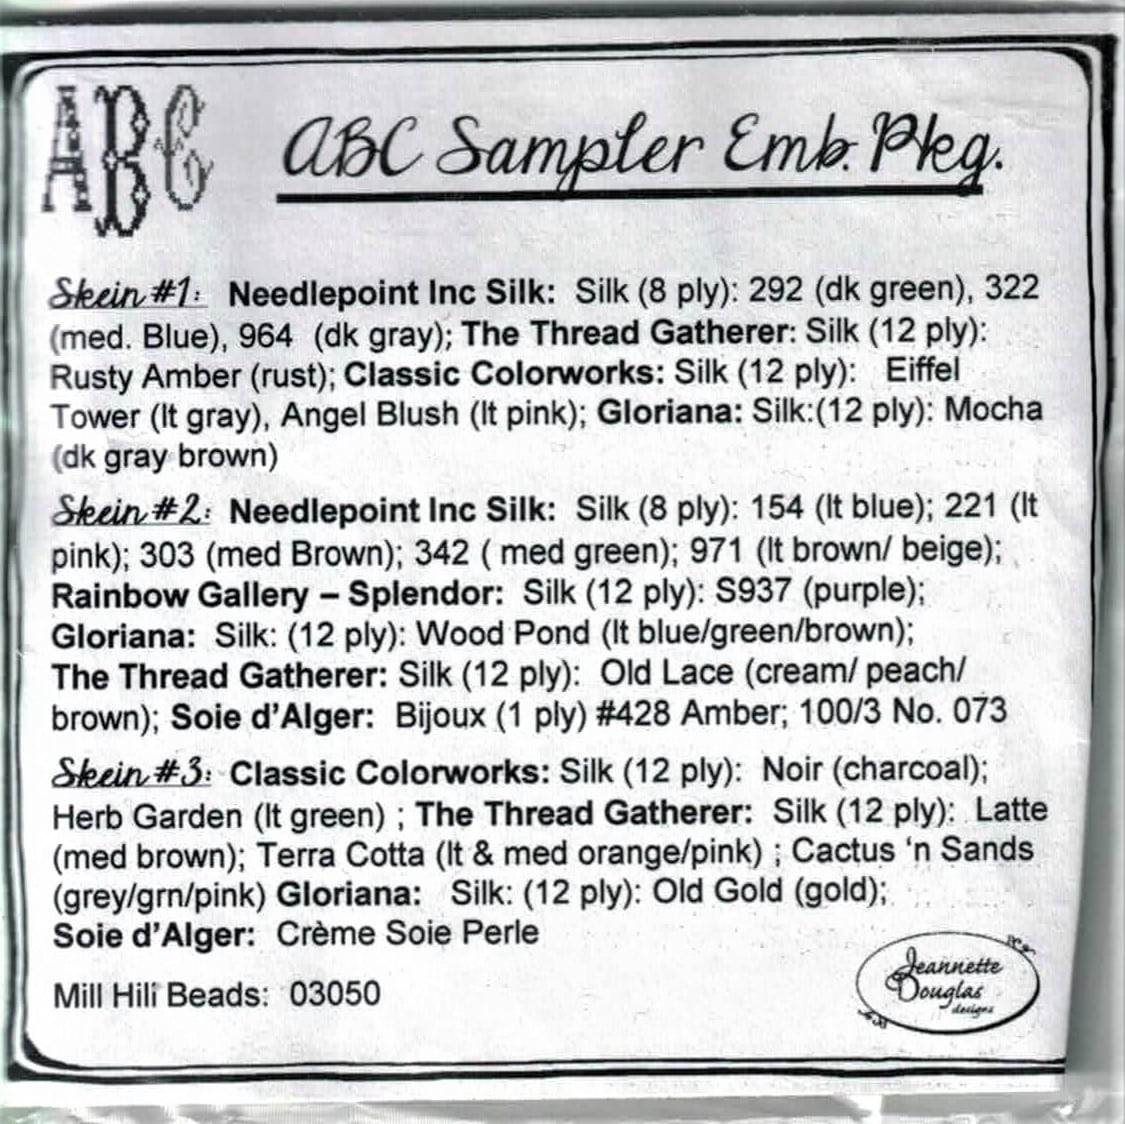 ABC
ABC Sampler Emb. Pkg.
Skein #1: Needlepoint Inc Silk: Silk (8 ply): 292 (dk green), 322
(med. Blue), 964 (dk gray); The Thread Gatherer: Silk (12 ply):
Rusty Amber (rust); Classic Colorworks: Silk (12 ply): Eiffel
Tower (lt gray), Angel Blush (lt pink); Gloriana: Silk:(12 ply): Mocha
(dk gray brown)
Skein #2: Needlepoint Inc Silk: Silk (8 ply): 154 (lt blue); 221 (lt
pink); 303 (med Brown); 342 ( med green); 971 (lt brown/ beige);
Rainbow Gallery – Splendor: Silk (12 ply): S937 (purple);
Gloriana: Silk: (12 ply): Wood Pond (lt blue/green/brown);
The Thread Gatherer: Silk (12 ply): Old Lace (cream/ peach/
brown); Soie d’Alger: Bijoux (1 ply) #428 Amber; 100/3 No. 073
Skein #3: Classic Colorworks: Silk (12 ply): Noir (charcoal);
Herb Garden (lt green) ; The Thread Gatherer: Silk (12 ply): Latte
(med brown); Terra Cotta (lt & med orange/pink) ; Cactus ‘n Sands
(grey/grn/pink) Gloriana: Silk: (12 ply): Old Gold (gold);
Soie d’Alger: Crème Soie Perle
Mill Hill Beads: 03050
Jeannette
Douglas
designs